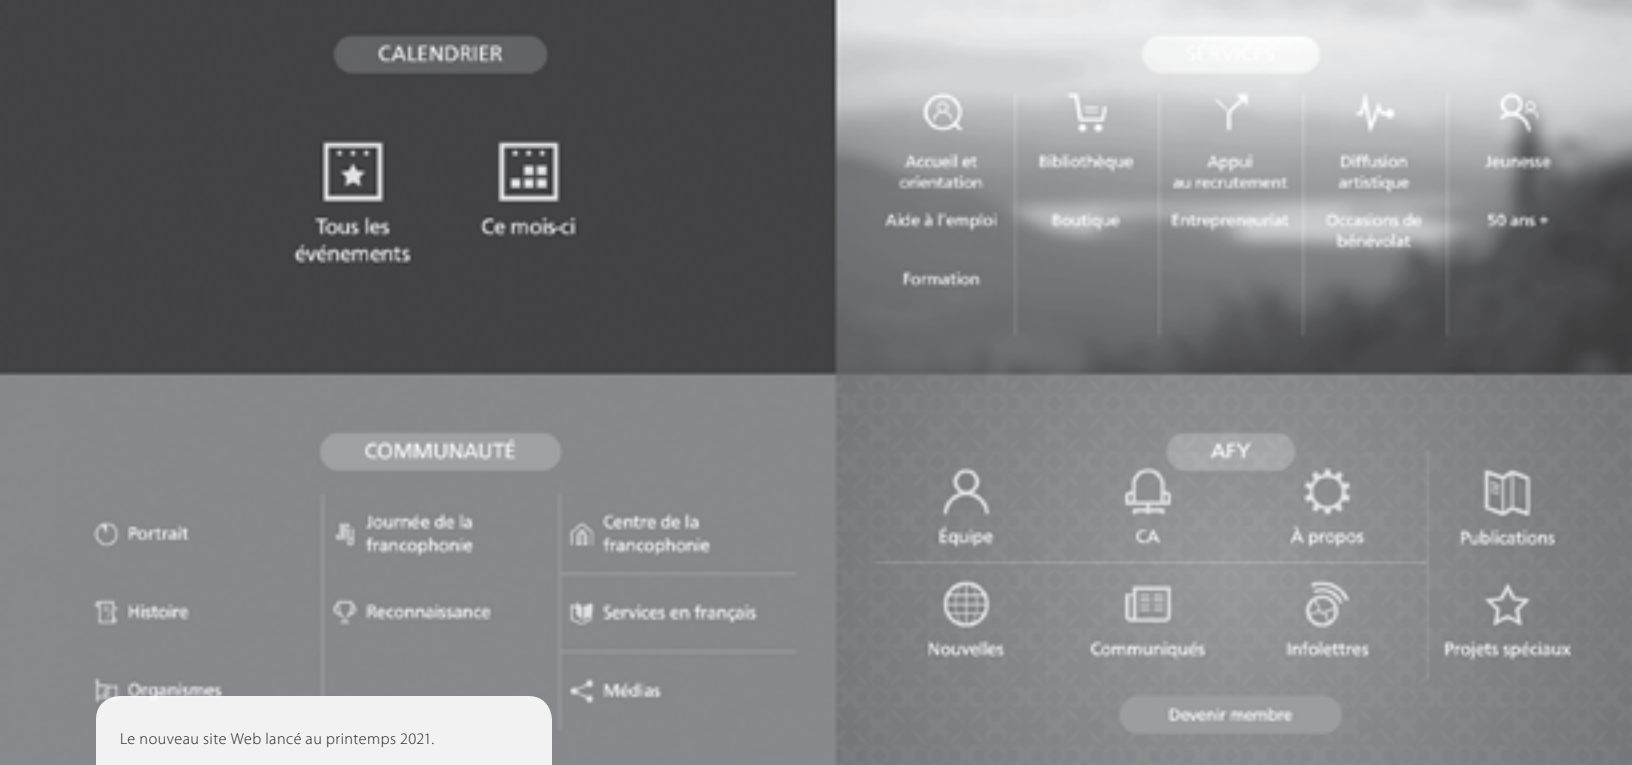 CALENDRIER
Tous les
événements
Ce mois-ci
SERVICES
Accueil et
orientation
Aide à l'emploi
Formation
Bibliothèque
Boutique
Appui
au recrutement
Entrepreneuriat
Diffusion
artistique
Occasions de
bénévolat
Jeunesse
50 ans +
COMMUNAUTÉ
Portrait
Histoire
Organismes
Journée de la
francophonie
Reconnaissance
Centre de la
francophonie
Services en français
Médias
AFY
Équipe
CA
À propos
Publications
Nouvelles
Communiqués
Infolettres
Projets spéciaux
Devenir membre
Le nouveau site Web lancé au printemps 2021.